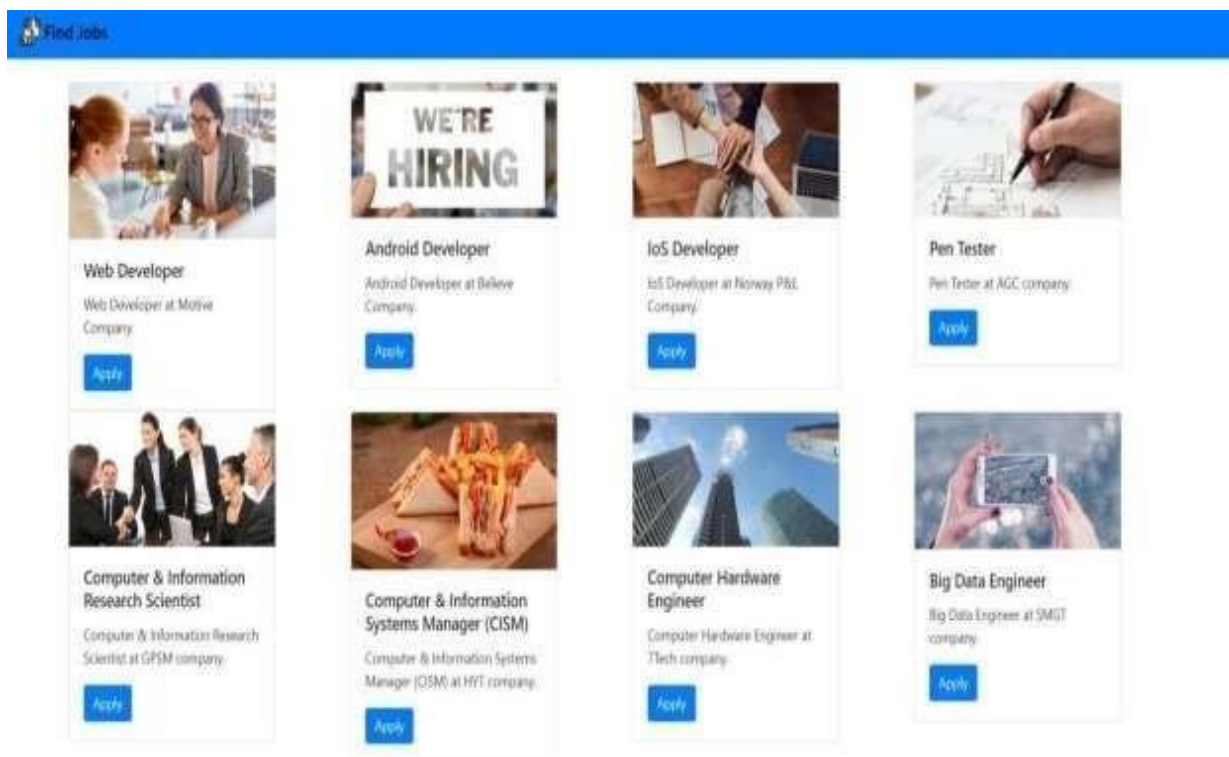 Find Jobs
WE'RE
HIRING
Web Developer
Web Developer at Motive
Company.
Apply
Android Developer
Android Developer at Believe
Company.
Apply
IoS Developer
IoS Developer at Norway P&L
Company.
Apply
Pen Tester
Pen Tester at AGC company.
Apply
Computer & Information
Research Scientist
Computer & Information Research
Scientist at GPSM company.
Apply
Computer & Information
Systems Manager (CISM)
Computer & Information Systems
Manager (CISM) at HYT company.
Apply
Computer Hardware
Engineer
Computer Hardware Engineer at
7Tech company.
Apply
Big Data Engineer
Big Data Engineer at SMGT
company.
Apply